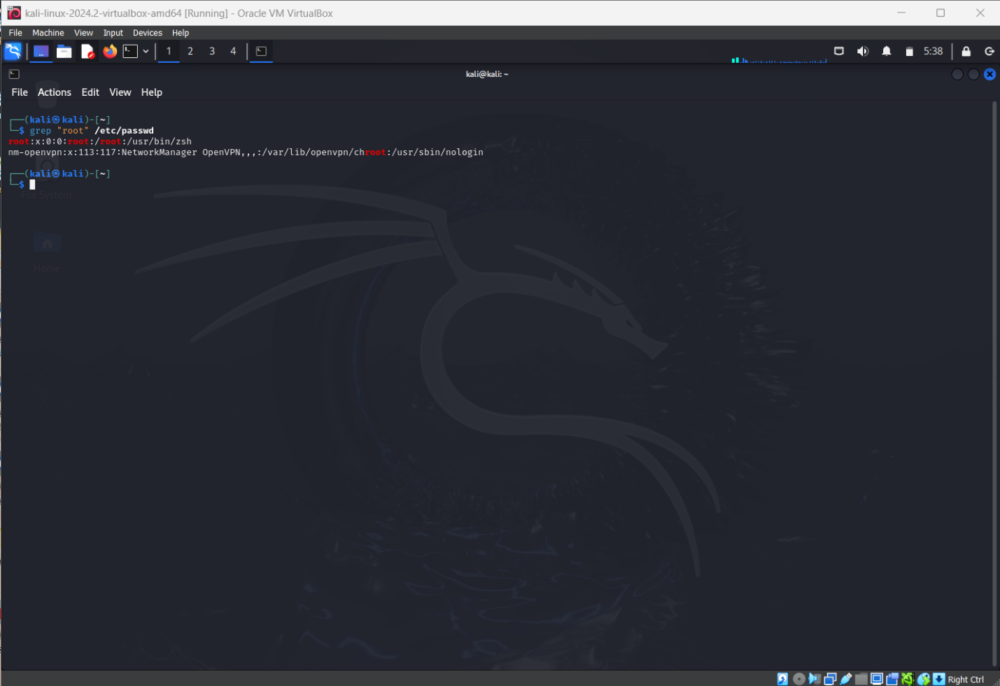 kali-linux-2024.2-virtualbox-amd64 [Running] - Oracle VM VirtualBox
File Machine View Input Devices Help
1 2 3 4 5:38
kali@kali: ~
File Actions Edit View Help
┌──(kali㉿kali)-[~]
└─$ grep "root" /etc/passwd
root:x:0:0:root:/root:/usr/bin/zsh
nm-openvpn:x:113:117:NetworkManager OpenVPN,,,:/var/lib/openvpn/chroot:/usr/sbin/nologin
┌──(kali㉿kali)-[~]
└─$
File System
Home
Right Ctrl